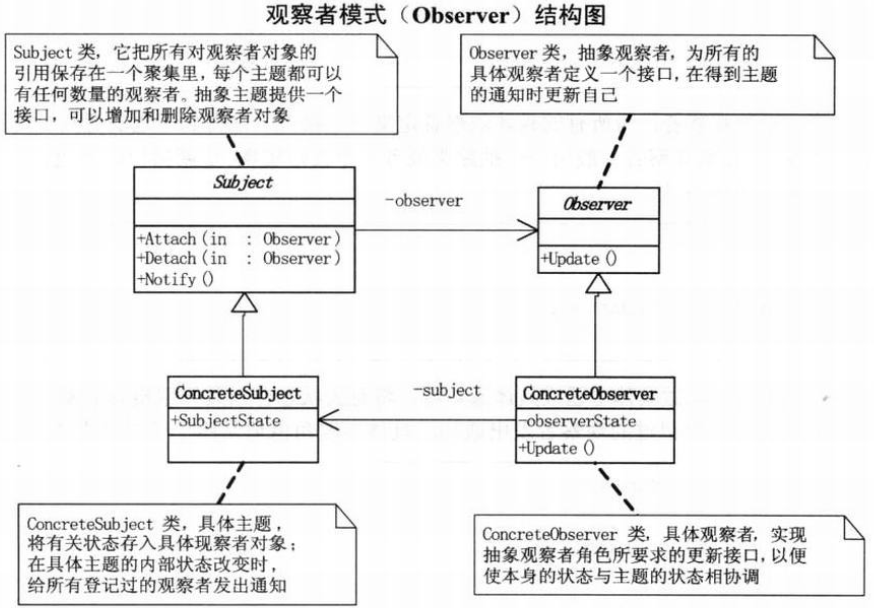 观察者模式（Observer）结构图
Subject 类，它把所有对观察者对象的
引用保存在一个聚集里，每个主题都可以
有任何数量的观察者。抽象主题提供一个
接口，可以增加和删除观察者对象
Observer 类，抽象观察者，为所有的
具体观察者定义一个接口，在得到主题
的通知时更新自己
Subject
+Attach(in : Observer)
+Detach(in : Observer)
+Notify()
-observer
Observer
+Update()
ConcreteSubject
+SubjectState
-subject
ConcreteObserver
-observerState
+Update()
ConcreteSubject 类，具体主题，
将有关状态存入具体现察者对象；
在具体主题的内部状态改变时，
给所有登记过的观察者发出通知
ConcreteObserver 类，具体观察者，实现
抽象观察者角色所要求的更新接口，以便
使本身的状态与主题的状态相协调